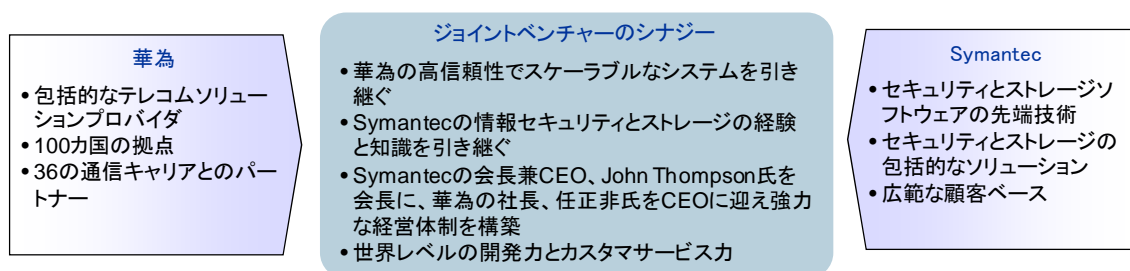 華為
•包括的なテレコムソリュー
ションプロバイダ
•100カ国の拠点
•36の通信キャリアとのパー
トナー
ジョイントベンチャーのシナジー
•華為の高信頼性でスケーラブルなシステムを引き
継ぐ
•Symantecの情報セキュリティとストレージの経験
と知識を引き継ぐ
•Symantecの会長兼CEO、John Thompson氏を
会長に、華為の社長、任正非氏をCEOに迎え強力
な経営体制を構築
•世界レベルの開発力とカスタマサービス力
Symantec
•セキュリティとストレージソ
フトウェアの先端技術
•セキュリティとストレージの
包括的なソリューション
•広範な顧客ベース